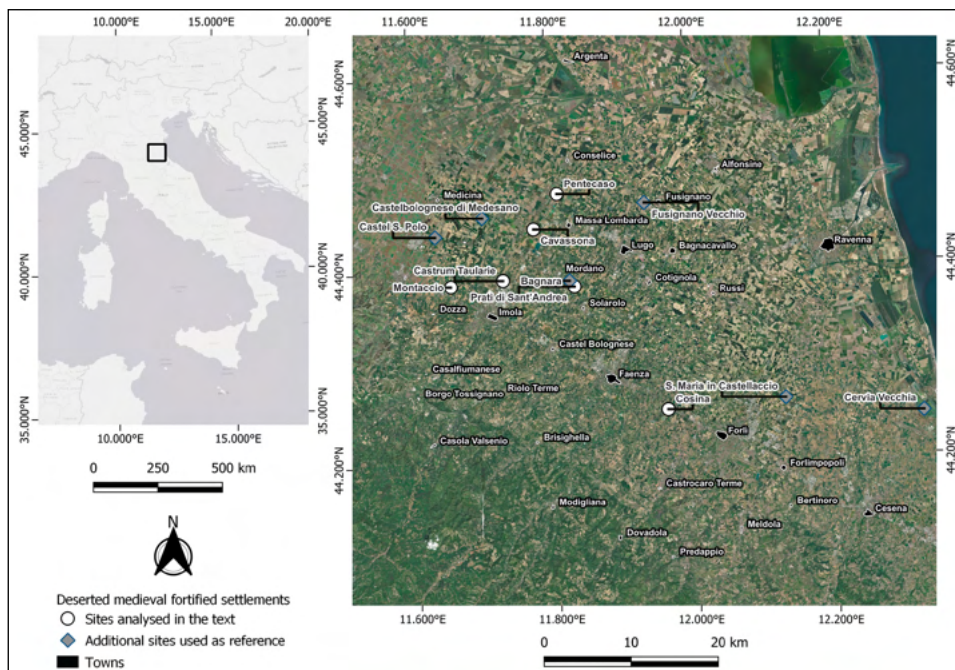 10.000°E 15.000°E 20.000°E
45.000°N
40.000°N
35.000°N
45.000°N
40.000°N
35.000°N
10.000°E 15.000°E
0 250 500 km
N
Deserted medieval fortified settlements
Sites analysed in the text
Additional sites used as reference
Towns
11.600°E 11.800°E 12.000°E 12.200°E
44.600°N
44.400°N
44.200°N
44.600°N
44.400°N
44.200°N
Argenta
Conselice
Alfonsine
Pentecaso
Medicina
Fusignano
Castelbolognese di Medesano
Fusignano Vecchio
Castel S. Polo
Massa Lombarda
Cavassona
Lugo
Bagnacavallo
Ravenna
Castrum Taularie
Mordano
Bagnara
Montaccio
Prati di Sant'Andrea
Cotignola
Russi
Solarolo
Dozza
Imola
Castel Bolognese
Casalfiumanese
Faenza
Riolo Terme
Borgo Tossignano
S. Maria in Castellaccio
Cosina
Cervia Vecchia
Forlì
Casola Valsenio
Brisighella
Forlimpopoli
Castrocaro Terme
Modigliana
Bertinoro
Cesena
Meldola
Dovadola
Predappio
11.600°E 11.800°E 12.000°E 12.200°E
0 10 20 km